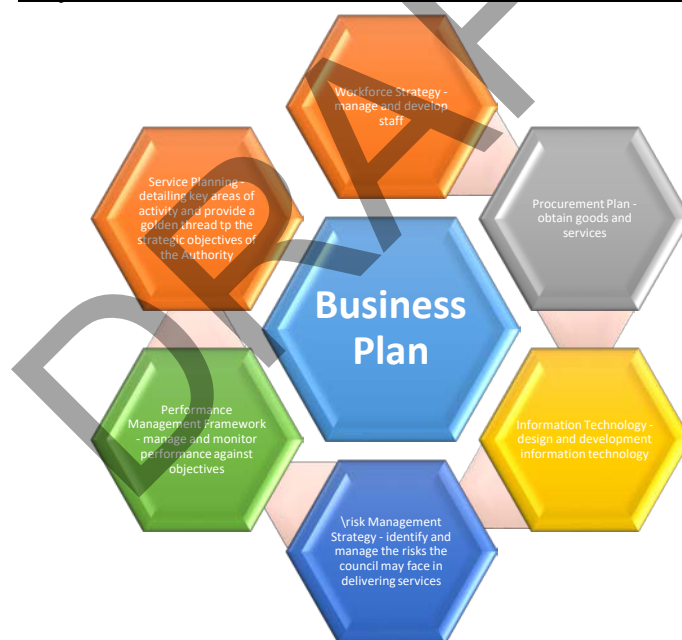 Workforce Strategy -
manage and develop
staff
Procurement Plan -
obtain goods and
services
Information Technology -
design and development
information technology
\risk Management
Strategy - identify and
manage the risks the
council may face in
delivering services
Performance
Management Framework
- manage and monitor
performance against
objectives
Service Planning -
detailing key areas of
activity and provide a
golden thread tp the
strategic objectives of
the Authority
Business
Plan
DRAF